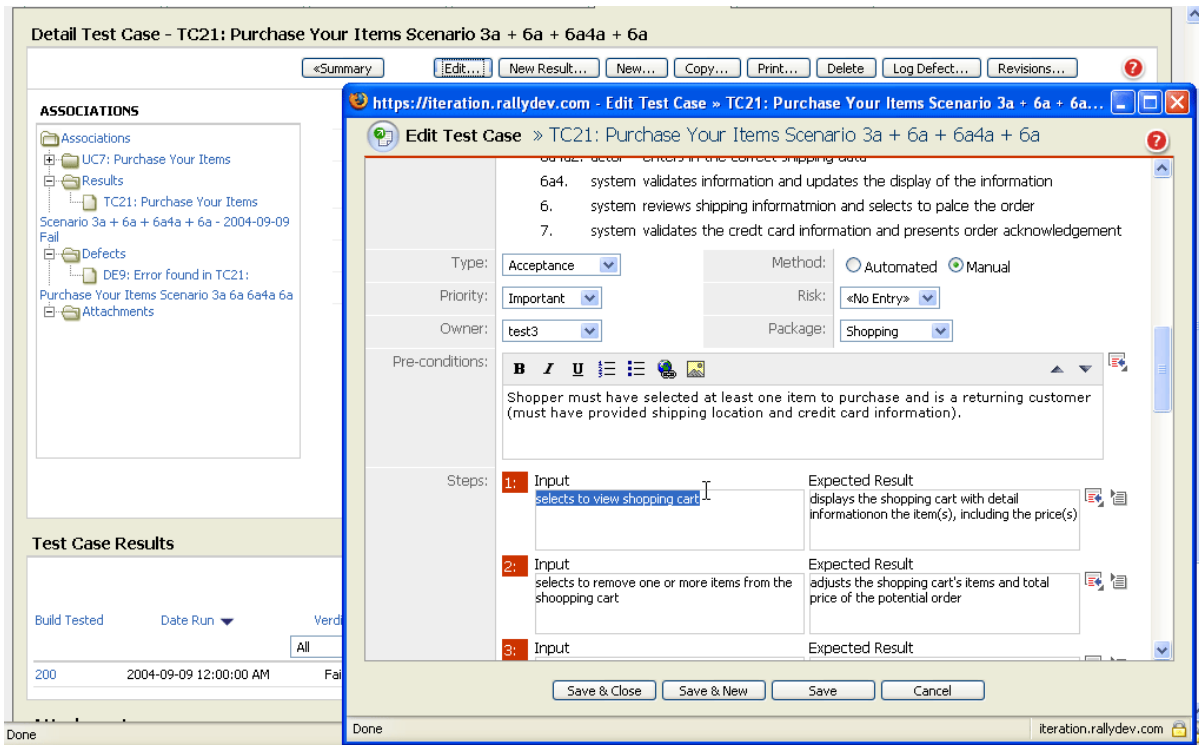 Detail Test Case - TC21: Purchase Your Items Scenario 3a + 6a + 6a4a + 6a
«Summary Edit... New Result... New... Copy... Print... Delete Log Defect... Revisions... ?
ASSOCIATIONS
Associations
UC7: Purchase Your Items
Results
TC21: Purchase Your Items
Scenario 3a + 6a + 6a4a + 6a - 2004-09-09
Fail
Defects
DE9: Error found in TC21:
Purchase Your Items Scenario 3a 6a 6a4a 6a
Attachments
Test Case Results
Build Tested Date Run Verdi
All
200 2004-09-09 12:00:00 AM Fai
Done
https://iteration.rallydev.com - Edit Test Case » TC21: Purchase Your Items Scenario 3a + 6a + 6a...
Edit Test Case » TC21: Purchase Your Items Scenario 3a + 6a + 6a4a + 6a ?
enters in the correct shipping data
6a4. system validates information and updates the display of the information
6. system reviews shipping informatmion and selects to palce the order
7. system validates the credt card information and presents order acknowledgement
Type: Acceptance Method: Automated Manual
Priority: Important Risk: «No Entry»
Owner: test3 Package: Shopping
Pre-conditions:
B I U
Shopper must have selected at least one item to purchase and is a returning customer
(must have provided shipping location and credit card information).
Steps: 1: Input Expected Result
selects to view shopping cart displays the shopping cart with detail
informationon the item(s), including the price(s)
2: Input Expected Result
selects to remove one or more items from the adjusts the shopping cart's items and total
shoopping cart price of the potential order
3: Input Expected Result
Save & Close Save & New Save Cancel
Done iteration.rallydev.com